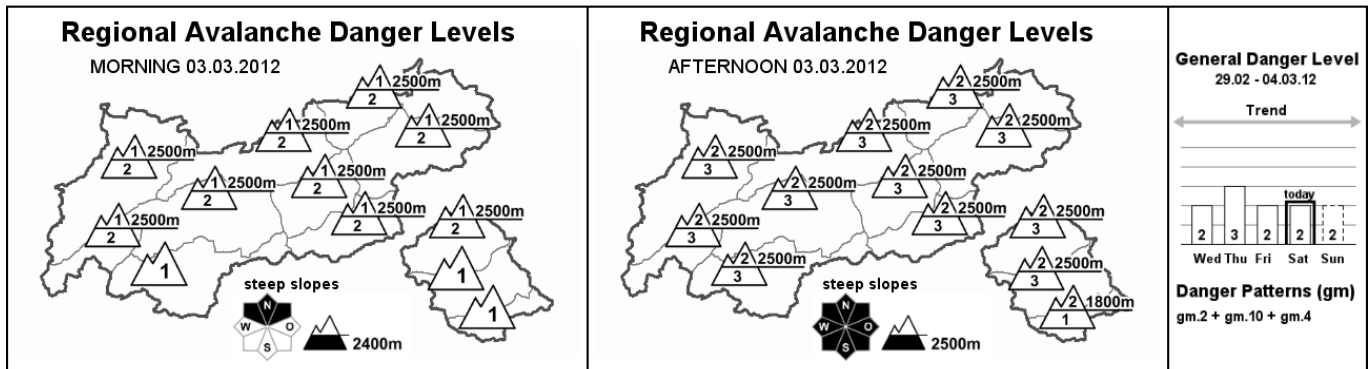 Regional Avalanche Danger Levels
MORNING 03.03.2012
1 2500m
2
1 2500m
2
1 2500m
2
1 2500m
2
1 2500m
2
1 2500m
2
1 2500m
2
1 2500m
2
1 2500m
2
1 2500m
2
1
1
1
steep slopes
N
W O
S
2400m
Regional Avalanche Danger Levels
AFTERNOON 03.03.2012
2 2500m
3
2 2500m
3
2 2500m
3
2 2500m
3
2 2500m
3
2 2500m
3
2 2500m
3
2 2500m
3
2 2500m
3
2 2500m
3
2 2500m
3
2 1800m
1
steep slopes
N
W O
S
2500m
General Danger Level
29.02 - 04.03.12
Trend
today
2 3 2 2 2
Wed Thu Fri Sat Sun
Danger Patterns (gm)
gm.2 + gm.10 + gm.4